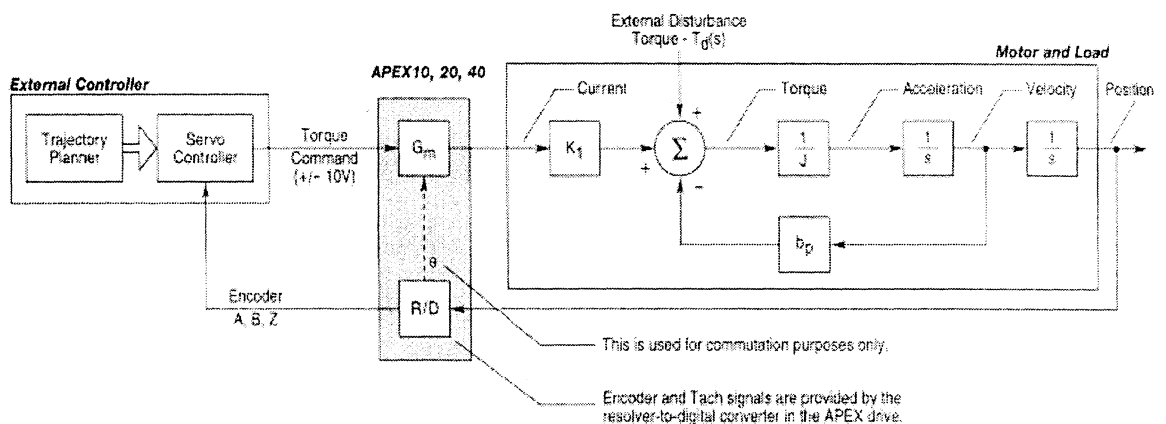 External Disturbance
Torque - Td(s)
Motor and Load
APEX10, 20, 40
External Controller
Current
Torque
Acceleration
Velocity
Position
Trajectory
Planner
Servo
Controller
Torque
Command
(+/- 10V)
Gm
K1
+
+
Σ
−
1
J
1
s
1
s
bp
θ
Encoder
A, B, Z
R/D
This is used for commutation purposes only.
Encoder and Tach signals are provided by the
resolver-to-digital converter in the APEX drive.